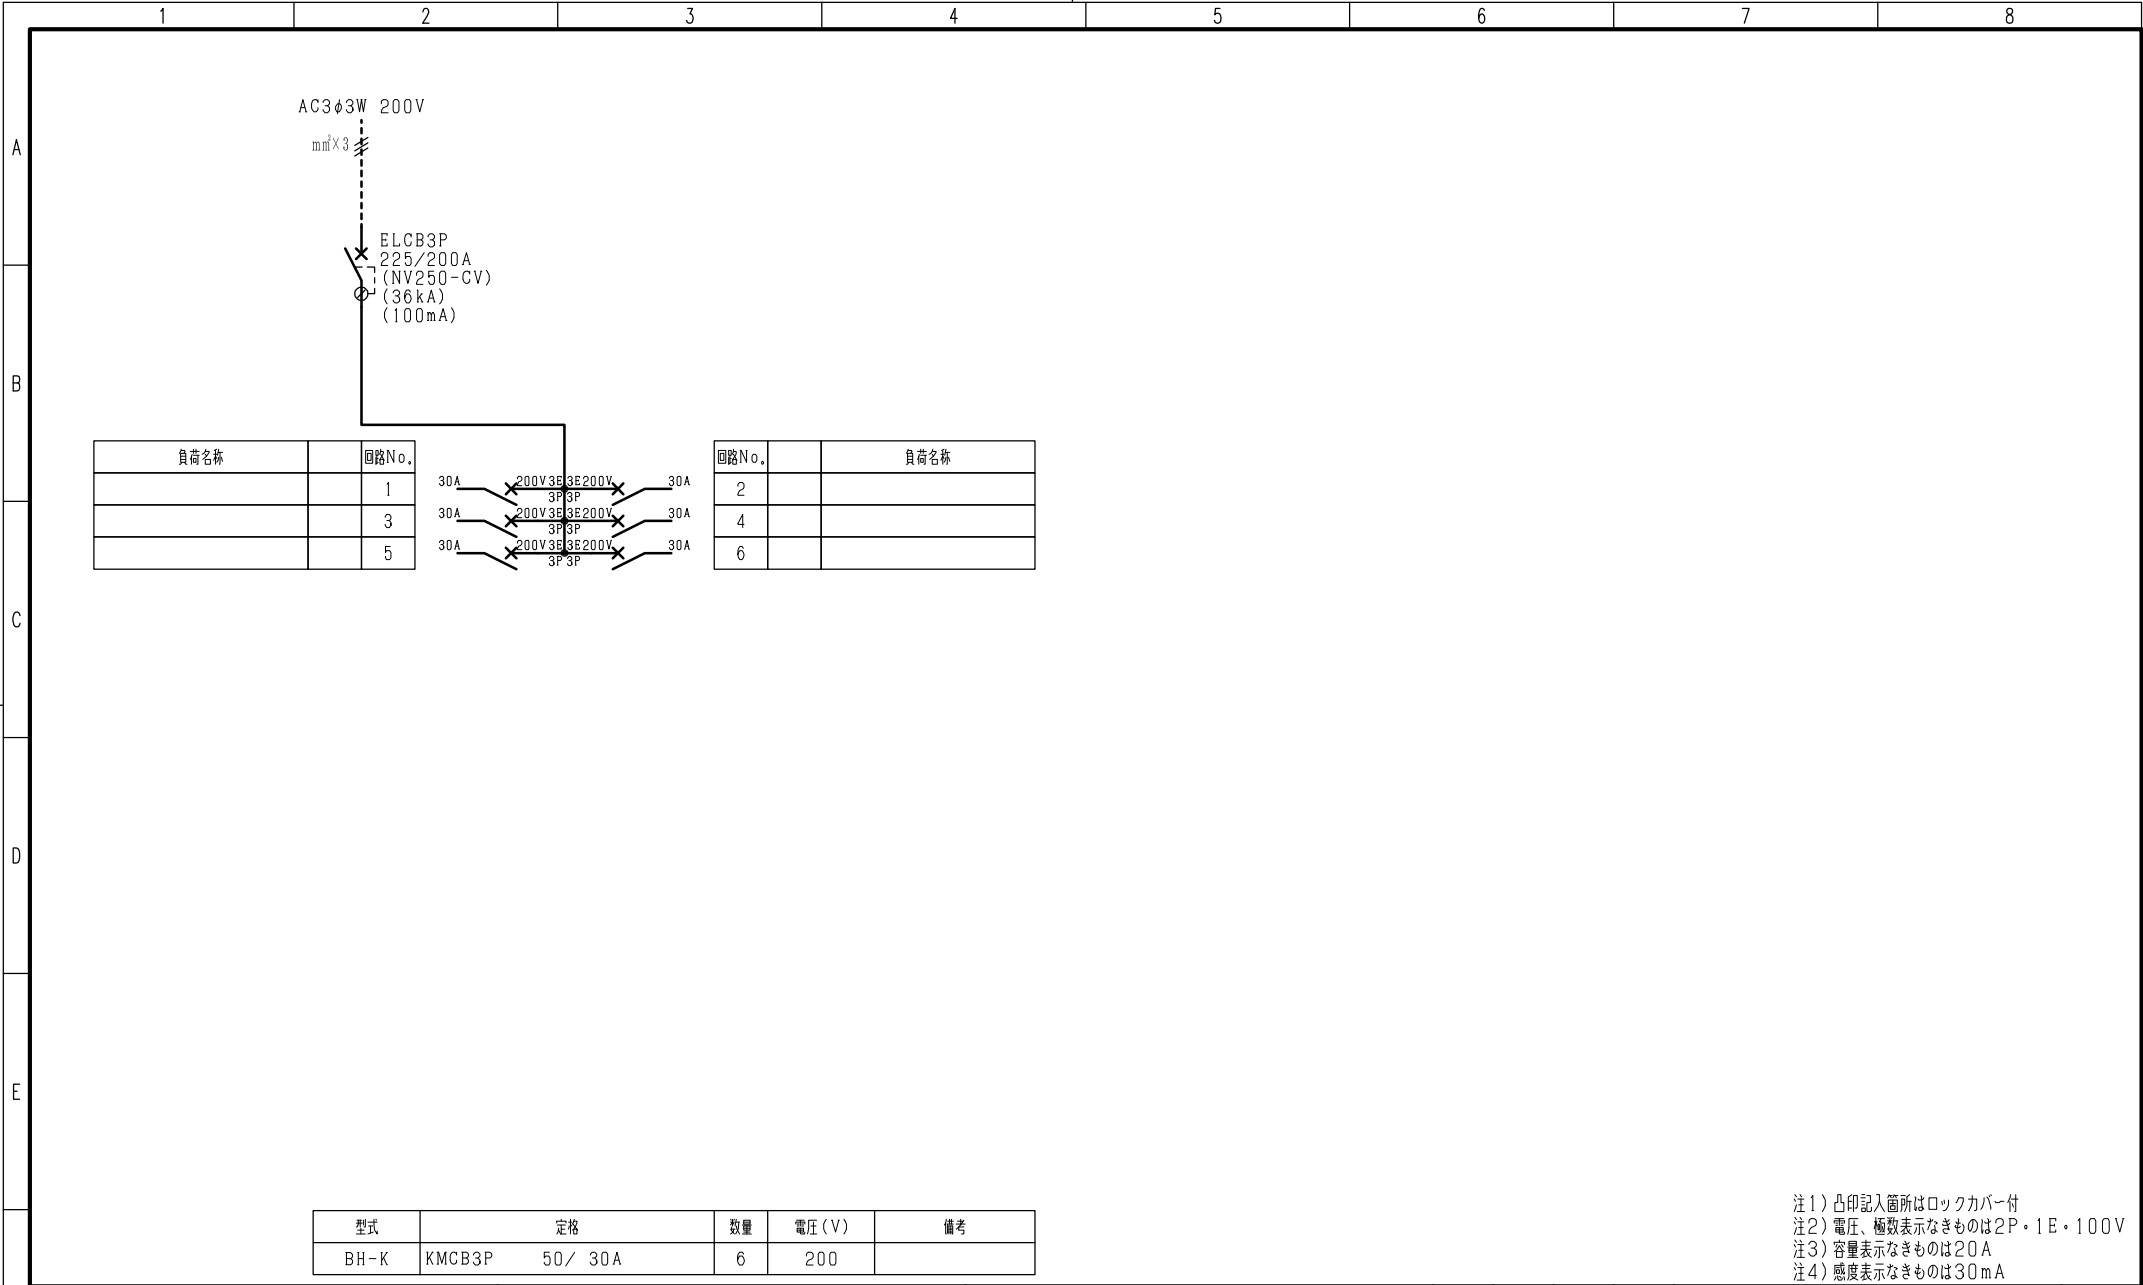 1 2 3 4 5 6 7 8
AC3φ3W 200V
A
mm²×3
ELCB3P
225/200A
(NV250-CV)
(36kA)
(100mA)
B
負荷名称 回路No. 回路No. 負荷名称
1 30A 200V3E 3E200V 30A 2
3P 3P
3 30A 200V3E 3E200V 30A 4
3P 3P
5 30A 200V3E 3E200V 30A 6
3P 3P
C
D
E
型式 定格 数量 電圧(V) 備考
BH-K KMCB3P 50/ 30A 6 200
注1)凸印記入箇所はロックカバー付
注2)電圧、極数表示なきものは2P・1E・100V
注3)容量表示なきものは20A
注4)感度表示なきものは30mA